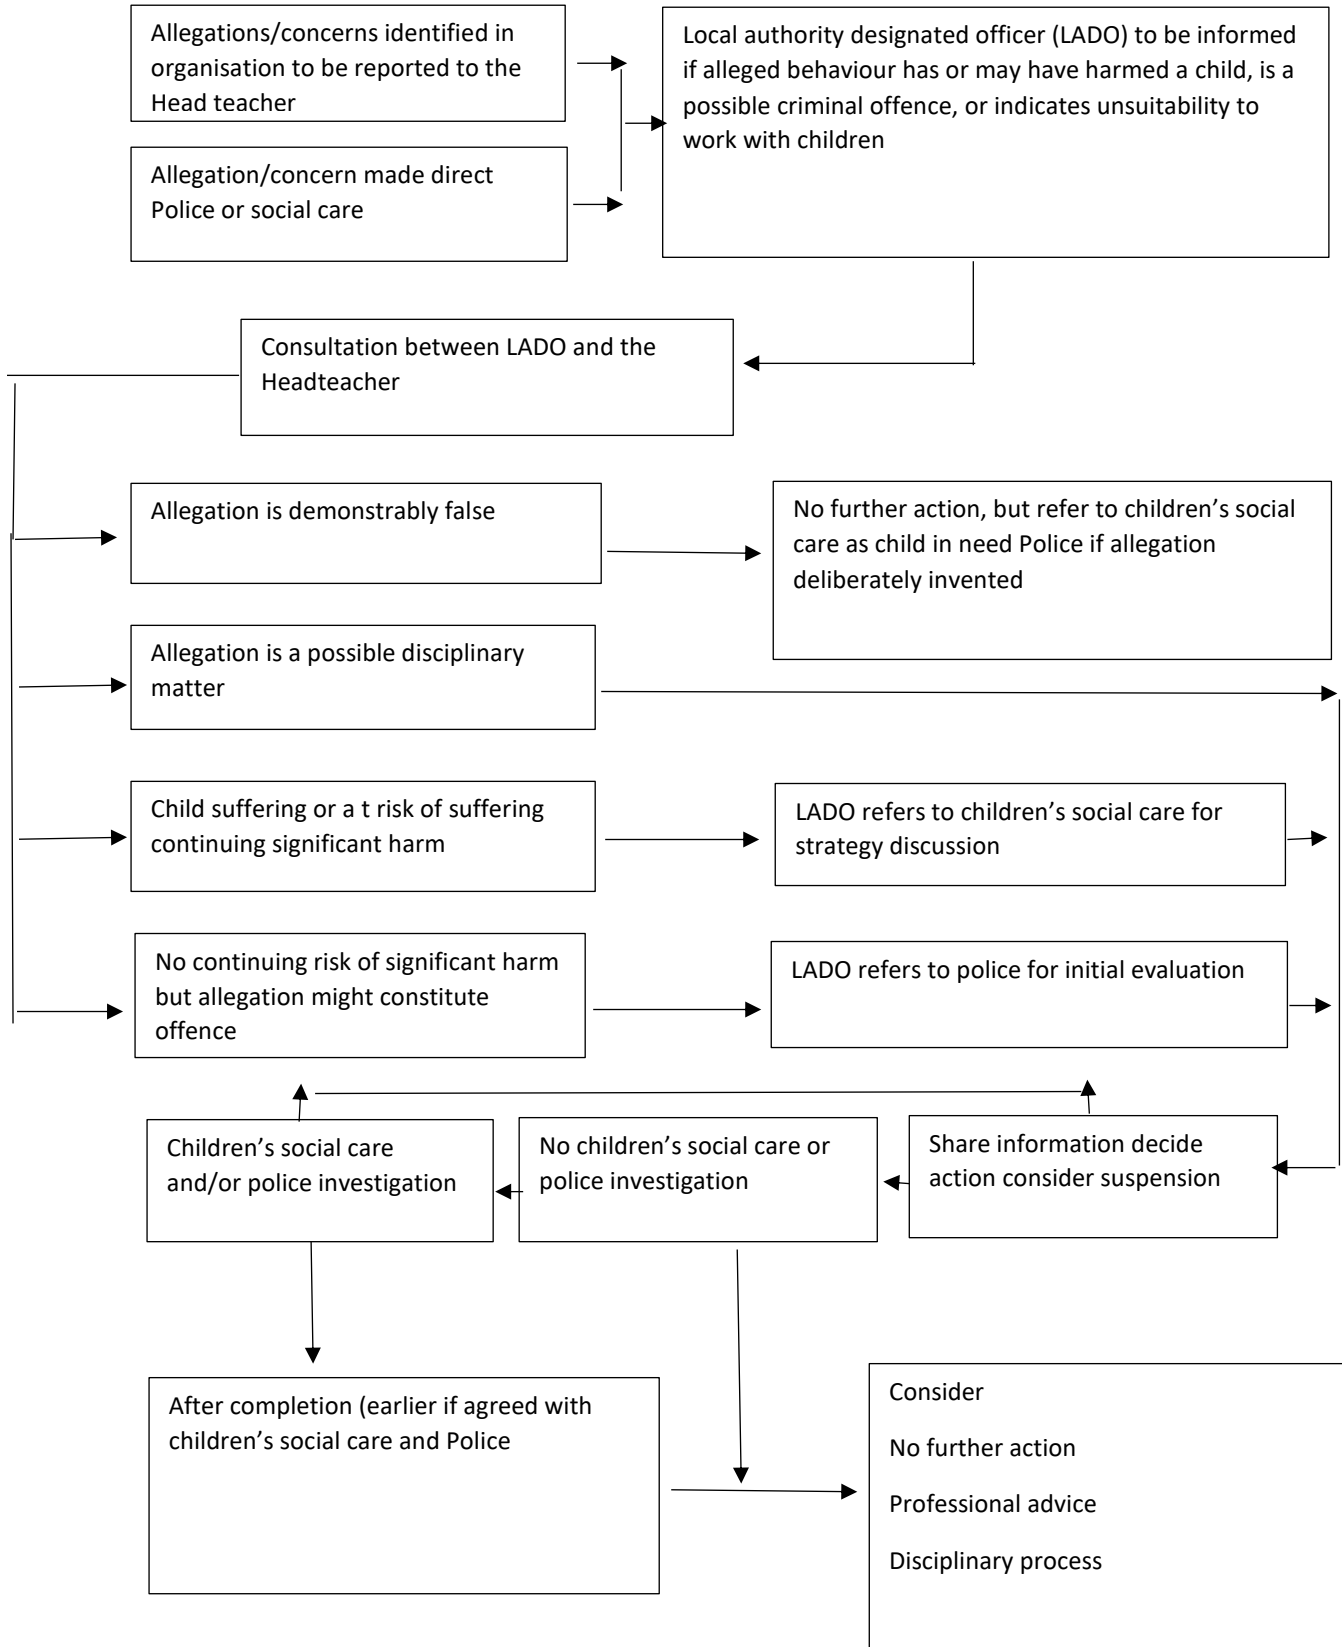 Allegations/concerns identified in
organisation to be reported to the
Head teacher
Local authority designated officer (LADO) to be informed
if alleged behaviour has or may have harmed a child, is a
possible criminal offence, or indicates unsuitability to
work with children
Allegation/concern made direct
Police or social care
Consultation between LADO and the
Headteacher
Allegation is demonstrably false
No further action, but refer to children’s social
care as child in need Police if allegation
deliberately invented
Allegation is a possible disciplinary
matter
Child suffering or a t risk of suffering
continuing significant harm
LADO refers to children’s social care for
strategy discussion
No continuing risk of significant harm
but allegation might constitute
offence
LADO refers to police for initial evaluation
Children’s social care
and/or police investigation
No children’s social care or
police investigation
Share information decide
action consider suspension
After completion (earlier if agreed with
children’s social care and Police
Consider
No further action
Professional advice
Disciplinary process